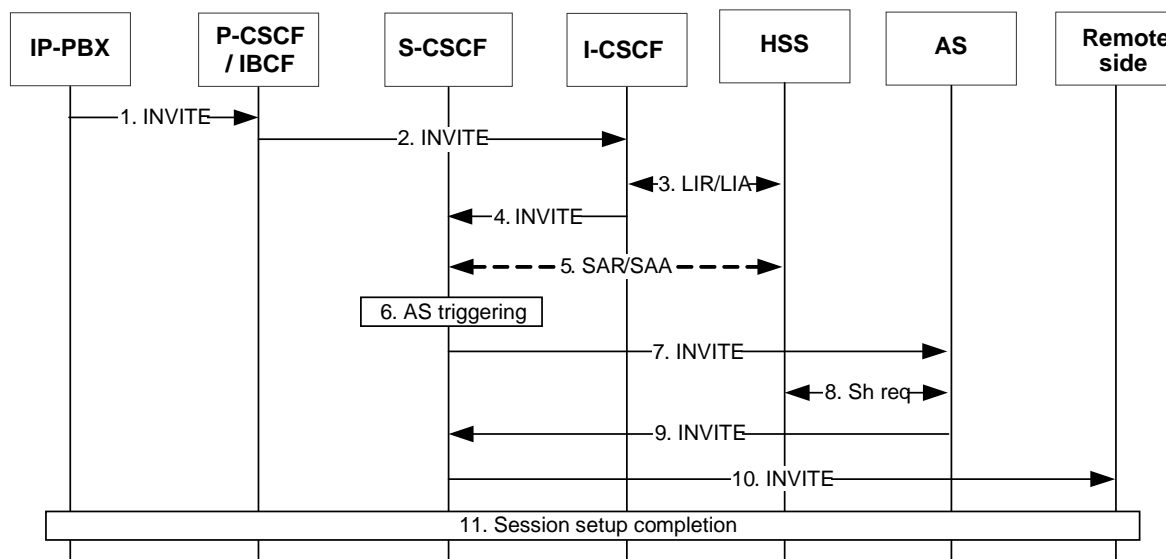 IP-PBX
P-CSCF
/ IBCF
S-CSCF
I-CSCF
HSS
AS
Remote
side
1. INVITE
2. INVITE
3. LIR/LIA
4. INVITE
5. SAR/SAA
6. AS triggering
7. INVITE
8. Sh req
9. INVITE
10. INVITE
11. Session setup completion